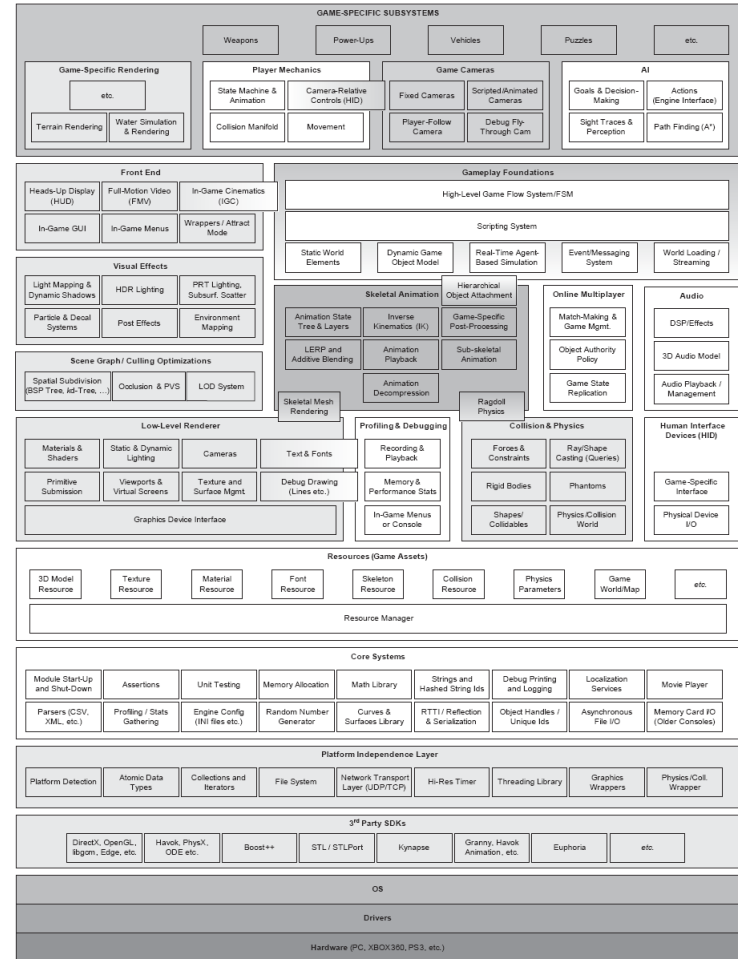 GAME-SPECIFIC SUBSYSTEMS
Weapons
Power-Ups
Vehicles
Puzzles
etc.
Game-Specific Rendering
etc.
Terrain Rendering
Water Simulation
& Rendering
Player Mechanics
State Machine &
Animation
Camera-Relative
Controls (HID)
Collision Manifold
Movement
Game Cameras
Fixed Cameras
Scripted/Animated
Cameras
Player-Follow
Camera
Debug Fly-
Through Cam
AI
Goals & Decision-
Making
Actions
(Engine Interface)
Sight Traces &
Perception
Path Finding (A*)
Front End
Heads-Up Display
(HUD)
Full-Motion Video
(FMV)
In-Game Cinematics
(IGC)
In-Game GUI
In-Game Menus
Wrappers / Attract
Mode
Gameplay Foundations
High-Level Game Flow System/FSM
Scripting System
Static World
Elements
Dynamic Game
Object Model
Real-Time Agent-
Based Simulation
Event/Messaging
System
World Loading /
Streaming
Visual Effects
Light Mapping &
Dynamic Shadows
HDR Lighting
PRT Lighting,
Subsurf. Scatter
Particle & Decal
Systems
Post Effects
Environment
Mapping
Skeletal Animation
Hierarchical
Object Attachment
Animation State
Tree & Layers
Inverse
Kinematics (IK)
Game-Specific
Post-Processing
LERP and
Additive Blending
Animation
Playback
Sub-skeletal
Animation
Animation
Decompression
Skeletal Mesh
Rendering
Ragdoll
Physics
Online Multiplayer
Match-Making &
Game Mgmt.
Object Authority
Policy
Game State
Replication
Audio
DSP/Effects
3D Audio Model
Audio Playback /
Management
Scene Graph / Culling Optimizations
Spatial Subdivision
(BSP Tree, kd-Tree, …)
Occlusion & PVS
LOD System
Low-Level Renderer
Materials &
Shaders
Static & Dynamic
Lighting
Cameras
Text & Fonts
Primitive
Submission
Viewports &
Virtual Screens
Texture and
Surface Mgmt.
Debug Drawing
(Lines etc.)
Graphics Device Interface
Profiling & Debugging
Recording &
Playback
Memory &
Performance Stats
In-Game Menus
or Console
Collision & Physics
Forces &
Constraints
Ray/Shape
Casting (Queries)
Rigid Bodies
Phantoms
Shapes/
Collidables
Physics/Collision
World
Human Interface
Devices (HID)
Game-Specific
Interface
Physical Device
I/O
Resources (Game Assets)
3D Model
Resource
Texture
Resource
Material
Resource
Font
Resource
Skeleton
Resource
Collision
Resource
Physics
Parameters
Game
World/Map
etc.
Resource Manager
Core Systems
Module Start-Up
and Shut-Down
Assertions
Unit Testing
Memory Allocation
Math Library
Strings and
Hashed String Ids
Debug Printing
and Logging
Localization
Services
Movie Player
Parsers (CSV,
XML, etc.)
Profiling / Stats
Gathering
Engine Config
(INI files etc.)
Random Number
Generator
Curves &
Surfaces Library
RTTI / Reflection
& Serialization
Object Handles /
Unique Ids
Asynchronous
File I/O
Memory Card I/O
(Older Consoles)
Platform Independence Layer
Platform Detection
Atomic Data
Types
Collections and
Iterators
File System
Network Transport
Layer (UDP/TCP)
Hi-Res Timer
Threading Library
Graphics
Wrappers
Physics /Coll.
Wrapper
3rd Party SDKs
DirectX, OpenGL,
libgcm, Edge, etc.
Havok, PhysX,
ODE etc.
Boost++
STL / STLPort
Kynapse
Granny, Havok
Animation, etc.
Euphoria
etc.
OS
Drivers
Hardware (PC, XBOX360, PS3, etc.)